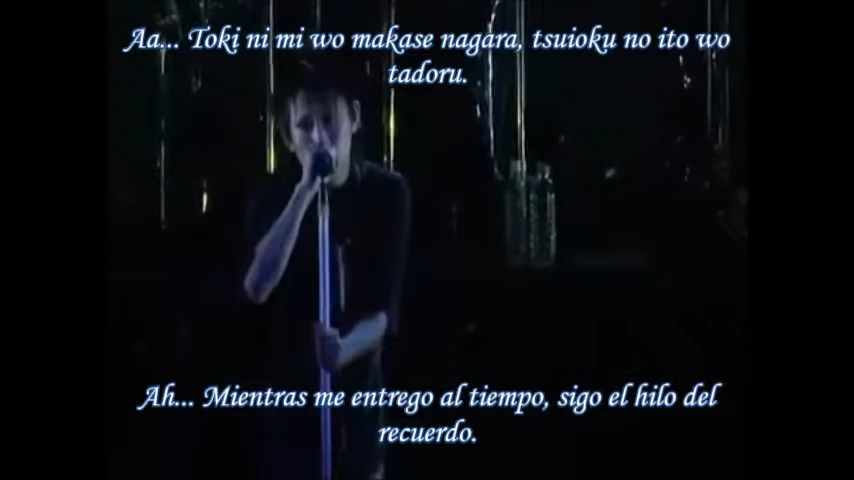 Aa... Toki ni mi wo makase nagara, tsuioku no ito wo
tadoru.
Ah... Mientras me entrego al tiempo, sigo el hilo del
recuerdo.